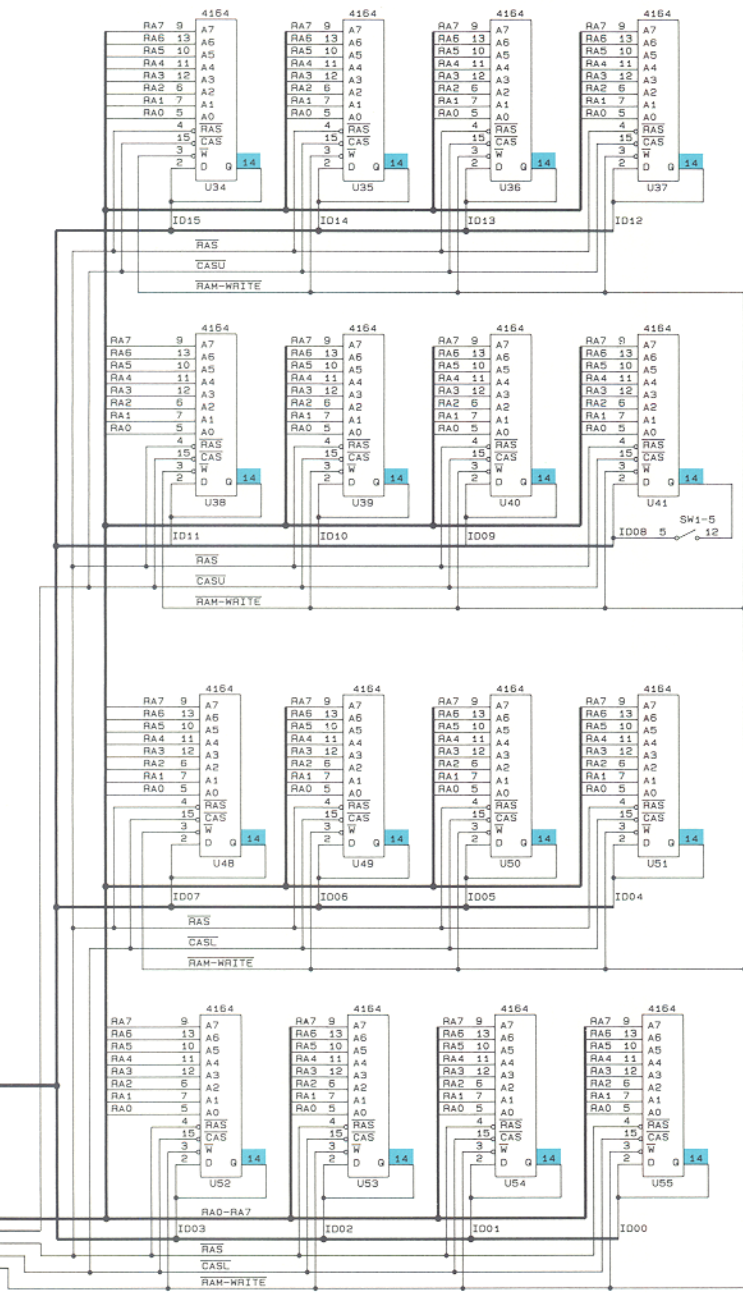 4164 4164 4164 4164
RA7 9 A7 RA7 9 A7 RA7 9 A7 RA7 9 A7
RA6 13 A6 RA6 13 A6 RA6 13 A6 RA6 13 A6
RA5 10 A5 RA5 10 A5 RA5 10 A5 RA5 10 A5
RA4 11 A4 RA4 11 A4 RA4 11 A4 RA4 11 A4
RA3 12 A3 RA3 12 A3 RA3 12 A3 RA3 12 A3
RA2 6 A2 RA2 6 A2 RA2 6 A2 RA2 6 A2
RA1 7 A1 RA1 7 A1 RA1 7 A1 RA1 7 A1
RA0 5 A0 RA0 5 A0 RA0 5 A0 RA0 5 A0
4 RAS 4 RAS 4 RAS 4 RAS
15 CAS 15 CAS 15 CAS 15 CAS
3 W 3 W 3 W 3 W
2 D Q 14 2 D Q 14 2 D Q 14 2 D Q 14
U34 U35 U36 U37
ID15 ID14 ID13 ID12
RAS
CASU
RAM-WRITE
4164 4164 4164 4164
RA7 9 A7 RA7 9 A7 RA7 9 A7 RA7 9 A7
RA6 13 A6 RA6 13 A6 RA6 13 A6 RA6 13 A6
RA5 10 A5 RA5 10 A5 RA5 10 A5 RA5 10 A5
RA4 11 A4 RA4 11 A4 RA4 11 A4 RA4 11 A4
RA3 12 A3 RA3 12 A3 RA3 12 A3 RA3 12 A3
RA2 6 A2 RA2 6 A2 RA2 6 A2 RA2 6 A2
RA1 7 A1 RA1 7 A1 RA1 7 A1 RA1 7 A1
RA0 5 A0 RA0 5 A0 RA0 5 A0 RA0 5 A0
4 RAS 4 RAS 4 RAS 4 RAS
15 CAS 15 CAS 15 CAS 15 CAS
3 W 3 W 3 W 3 W
2 D Q 14 2 D Q 14 2 D Q 14 2 D Q 14
U38 U39 U40 U41
SW1-5
ID11 ID10 ID09 ID08 5 12
RAS
CASU
RAM-WRITE
4164 4164 4164 4164
RA7 9 A7 RA7 9 A7 RA7 9 A7 RA7 9 A7
RA6 13 A6 RA6 13 A6 RA6 13 A6 RA6 13 A6
RA5 10 A5 RA5 10 A5 RA5 10 A5 RA5 10 A5
RA4 11 A4 RA4 11 A4 RA4 11 A4 RA4 11 A4
RA3 12 A3 RA3 12 A3 RA3 12 A3 RA3 12 A3
RA2 6 A2 RA2 6 A2 RA2 6 A2 RA2 6 A2
RA1 7 A1 RA1 7 A1 RA1 7 A1 RA1 7 A1
RA0 5 A0 RA0 5 A0 RA0 5 A0 RA0 5 A0
4 RAS 4 RAS 4 RAS 4 RAS
15 CAS 15 CAS 15 CAS 15 CAS
3 W 3 W 3 W 3 W
2 D Q 14 2 D Q 14 2 D Q 14 2 D Q 14
U48 U49 U50 U51
ID07 ID06 ID05 ID04
RAS
CASL
RAM-WRITE
4164 4164 4164 4164
RA7 9 A7 RA7 9 A7 RA7 9 A7 RA7 9 A7
RA6 13 A6 RA6 13 A6 RA6 13 A6 RA6 13 A6
RA5 10 A5 RA5 10 A5 RA5 10 A5 RA5 10 A5
RA4 11 A4 RA4 11 A4 RA4 11 A4 RA4 11 A4
RA3 12 A3 RA3 12 A3 RA3 12 A3 RA3 12 A3
RA2 6 A2 RA2 6 A2 RA2 6 A2 RA2 6 A2
RA1 7 A1 RA1 7 A1 RA1 7 A1 RA1 7 A1
RA0 5 A0 RA0 5 A0 RA0 5 A0 RA0 5 A0
4 RAS 4 RAS 4 RAS 4 RAS
15 CAS 15 CAS 15 CAS 15 CAS
3 W 3 W 3 W 3 W
2 D Q 14 2 D Q 14 2 D Q 14 2 D Q 14
U52 U53 U54 U55
RA0-RA7
ID03 ID02 ID01 ID00
RAS
CASL
RAM-WRITE